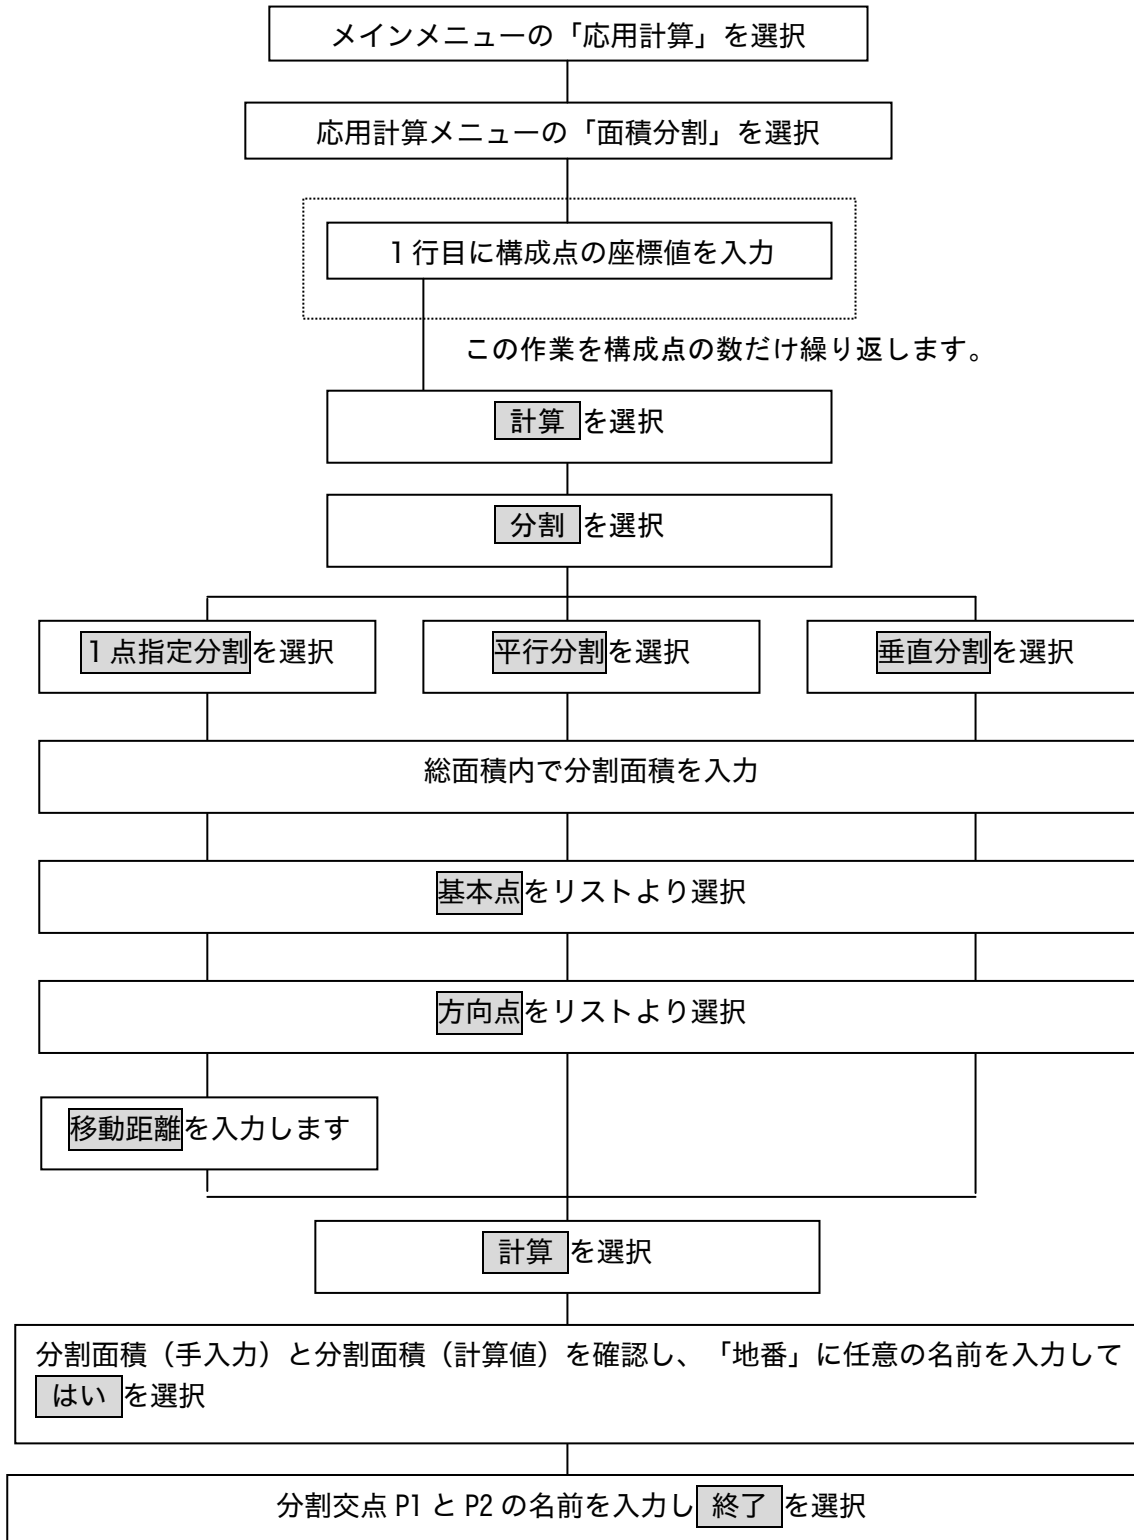 メインメニューの「応用計算」を選択
応用計算メニューの「面積分割」を選択
1行目に構成点の座標値を入力
この作業を構成点の数だけ繰り返します。
計算 を選択
分割 を選択
1点指定分割を選択
平行分割を選択
垂直分割を選択
総面積内で分割面積を入力
基本点をリストより選択
方向点をリストより選択
移動距離を入力します
計算 を選択
分割面積（手入力）と分割面積（計算値）を確認し、「地番」に任意の名前を入力して
はい を選択
分割交点 P1 と P2 の名前を入力し 終了 を選択